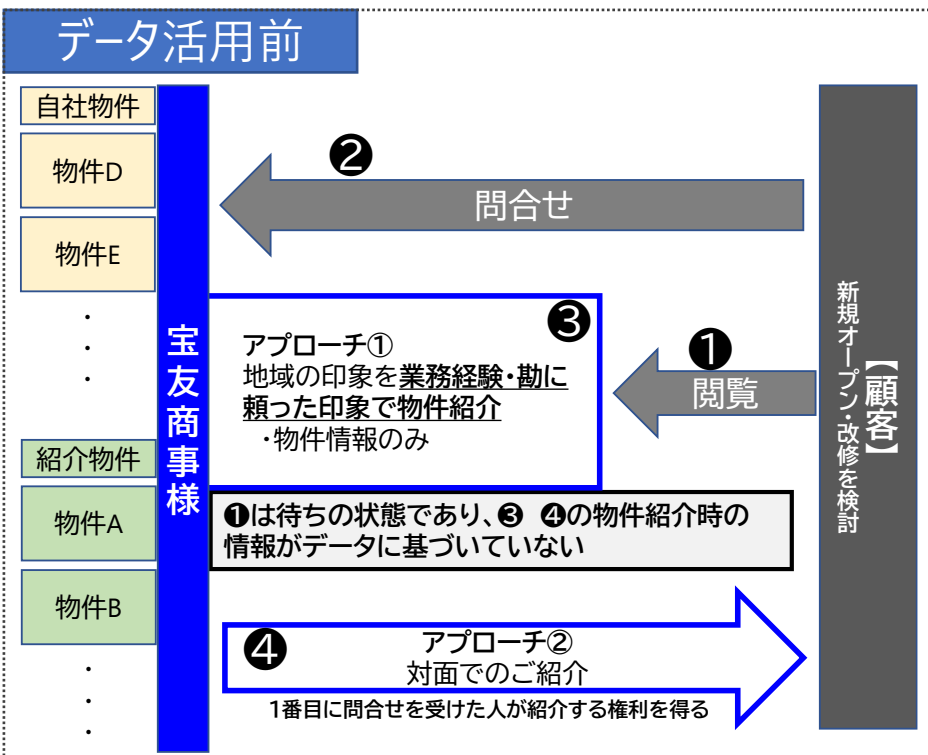 データ活用前
自社物件
物件D
物件E
・
・
・
紹介物件
物件A
物件B
・
・
・
宝友商事様
❷
問合せ
❸
アプローチ①
地域の印象を業務経験・勘に
頼った印象で物件紹介
・物件情報のみ
❶
閲覧
❶は待ちの状態であり、❸ ❹の物件紹介時の
情報がデータに基づいていない
❹
アプローチ②
対面でのご紹介
1番目に問合せを受けた人が紹介する権利を得る
【顧客】
新規オープン・改修を検討